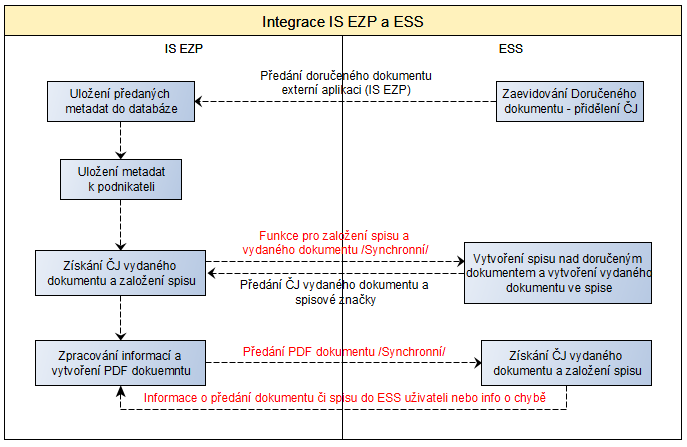 Integrace IS EZP a ESS
IS EZP
ESS
Předání doručeného dokumentu
externí aplikaci (IS EZP)
Uložení předaných
metadat do databáze
Zaevidování Doručeného
dokumentu - přidělení ČJ
Uložení metadat
k podnikateli
Funkce pro založení spisu a
vydaného dokumentu /Synchronní/
Získání ČJ vydaného
dokumentu a založení spisu
Vytvoření spisu nad doručeným
dokumentem a vytvoření vydaného
dokumentu ve spise
Předání ČJ vydaného dokumentu a
spisové značky
Zpracování informací a
vytvoření PDF dokuemntu
Předání PDF dokumentu /Synchronní/
Získání ČJ vydaného
dokumentu a založení spisu
Informace o předání dokumentu či spisu do ESS uživateli nebo info o chybě